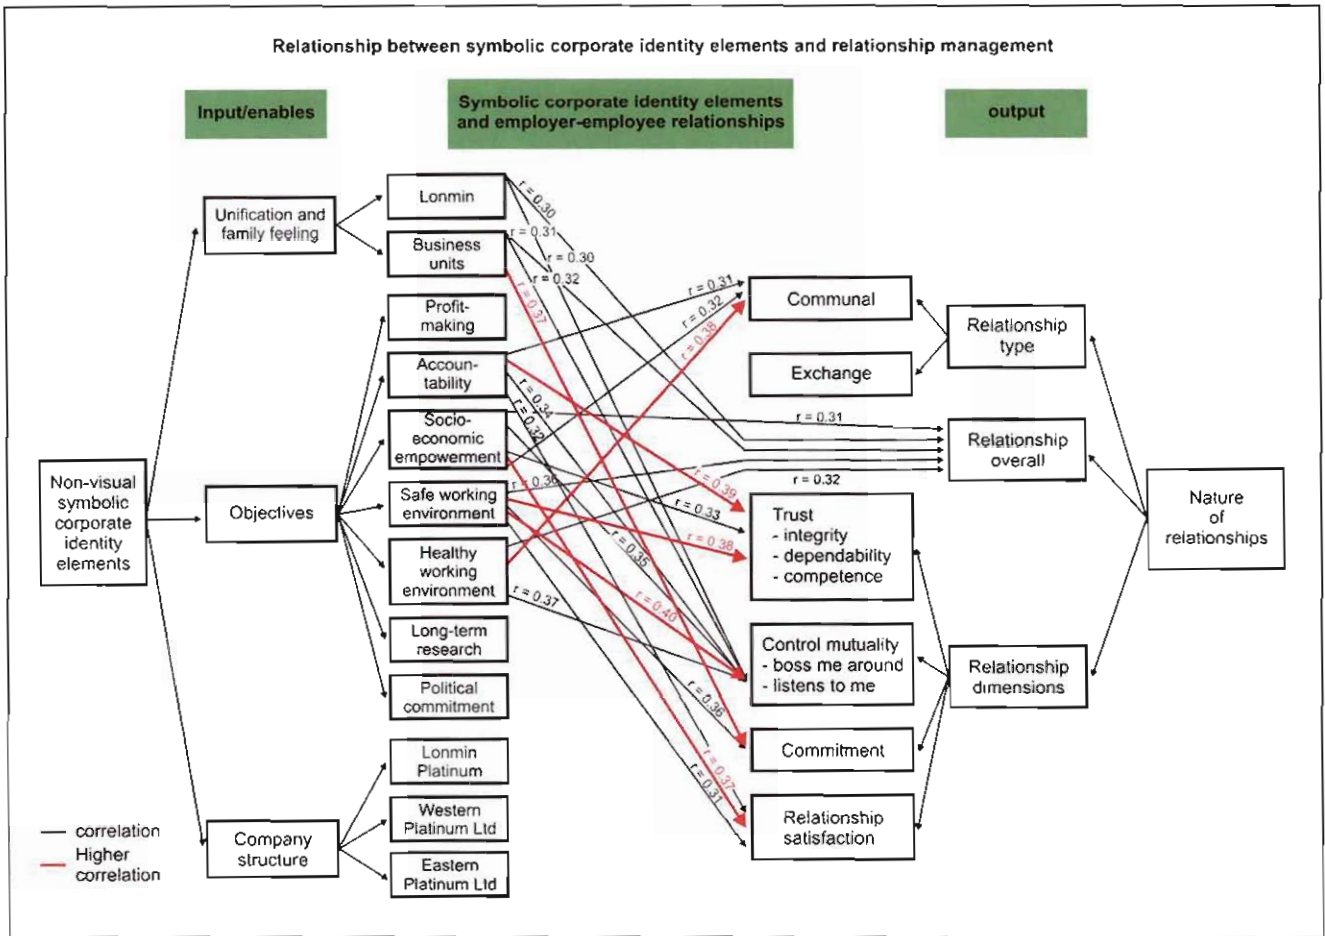 Relationship between symbolic corporate identity elements and relationship management
Input/enables
Symbolic corporate identity elements
and employer-employee relationships
output
Non-visual
symbolic
corporate
identity
elements
Unification and
family feeling
Objectives
Company
structure
Lonmin
Business
units
Profit-
making
Accoun-
tability
Socio-
economic
empowerment
Safe working
environment
Healthy
working
environment
Long-term
research
Political
commitment
Lonmin
Platinum
Western
Platinum Ltd
Eastern
Platinum Ltd
r = 0.30
r = 0.31
r = 0.30
r = 0.32
r = 0.37
r = 0.31
r = 0.32
r = 0.38
r = 0.34
r = 0.32
r = 0.31
r = 0.36
r = 0.39
r = 0.32
r = 0.33
r = 0.38
r = 0.35
r = 0.37
r = 0.40
r = 0.36
r = 0.37
r = 0.31
Communal
Exchange
Trust
- integrity
- dependability
- competence
Control mutuality
- boss me around
- listens to me
Commitment
Relationship
satisfaction
Relationship
type
Relationship
overall
Relationship
dimensions
Nature
of
relationships
correlation
Higher
correlation